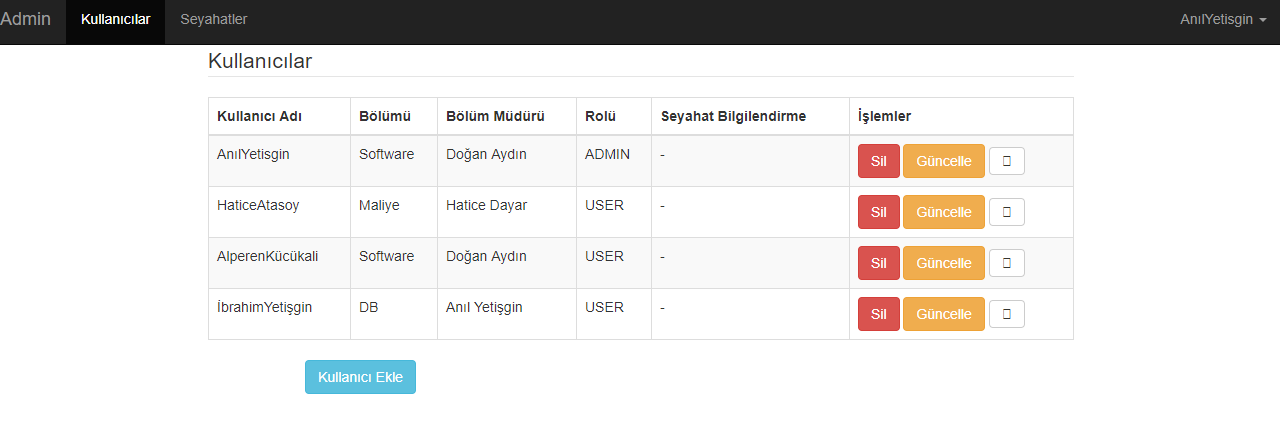 Admin Kullanıcılar Seyahatler AnılYetisgin
Kullanıcılar
Kullanıcı Adı Bölümü Bölüm Müdürü Rolü Seyahat Bilgilendirme İşlemler
AnılYetisgin Software Doğan Aydın ADMIN - Sil Güncelle
HaticeAtasoy Maliye Hatice Dayar USER - Sil Güncelle
AlperenKücükali Software Doğan Aydın USER - Sil Güncelle
İbrahimYetişgin DB Anıl Yetişgin USER - Sil Güncelle
Kullanıcı Ekle